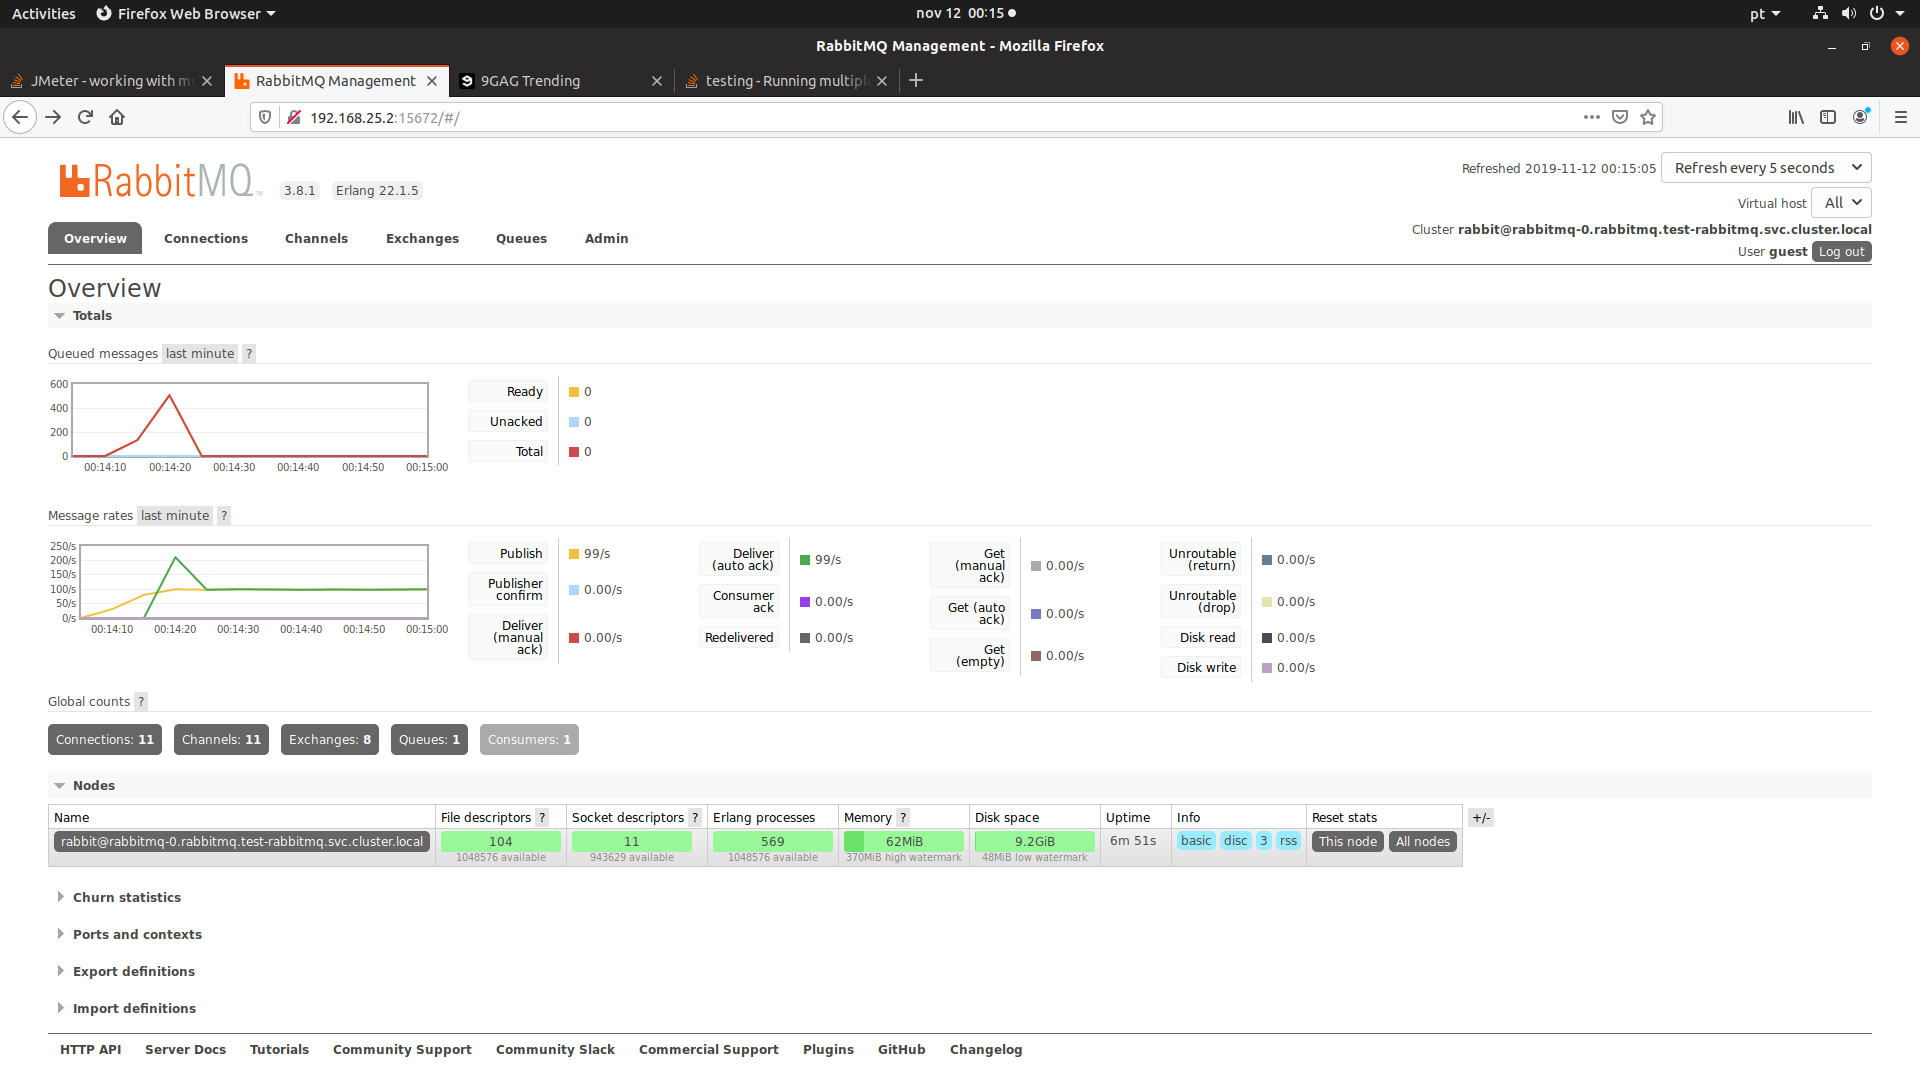 Activities Firefox Web Browser nov 12 00:15 pt
RabbitMQ Management - Mozilla Firefox
JMeter - working with m RabbitMQ Management 9GAG Trending testing - Running multipl
192.168.25.2:15672/#/
RabbitMQ TM 3.8.1 Erlang 22.1.5
Refreshed 2019-11-12 00:15:05 Refresh every 5 seconds
Virtual host All
Cluster rabbit@rabbitmq-0.rabbitmq.test-rabbitmq.svc.cluster.local
User guest Log out
Overview Connections Channels Exchanges Queues Admin
Overview
Totals
Queued messages last minute ?
600
400
200
0
00:14:10 00:14:20 00:14:30 00:14:40 00:14:50 00:15:00
Ready 0
Unacked 0
Total 0
Message rates last minute ?
250/s
200/s
150/s
100/s
50/s
0/s
00:14:10 00:14:20 00:14:30 00:14:40 00:14:50 00:15:00
Publish 99/s
Publisher
confirm 0.00/s
Deliver
(manual
ack) 0.00/s
Deliver
(auto ack) 99/s
Consumer
ack 0.00/s
Redelivered 0.00/s
Get
(manual
ack) 0.00/s
Get (auto
ack) 0.00/s
Get
(empty) 0.00/s
Unroutable
(return) 0.00/s
Unroutable
(drop) 0.00/s
Disk read 0.00/s
Disk write 0.00/s
Global counts ?
Connections: 11 Channels: 11 Exchanges: 8 Queues: 1 Consumers: 1
Nodes
Name File descriptors ? Socket descriptors ? Erlang processes Memory ? Disk space Uptime Info Reset stats +/-
rabbit@rabbitmq-0.rabbitmq.test-rabbitmq.svc.cluster.local 104 11 569 62MiB 9.2GiB 6m 51s basic disc 3 rss This node All nodes
1048576 available 943629 available 1048576 available 370MiB high watermark 48MiB low watermark
Churn statistics
Ports and contexts
Export definitions
Import definitions
HTTP API Server Docs Tutorials Community Support Community Slack Commercial Support Plugins GitHub Changelog